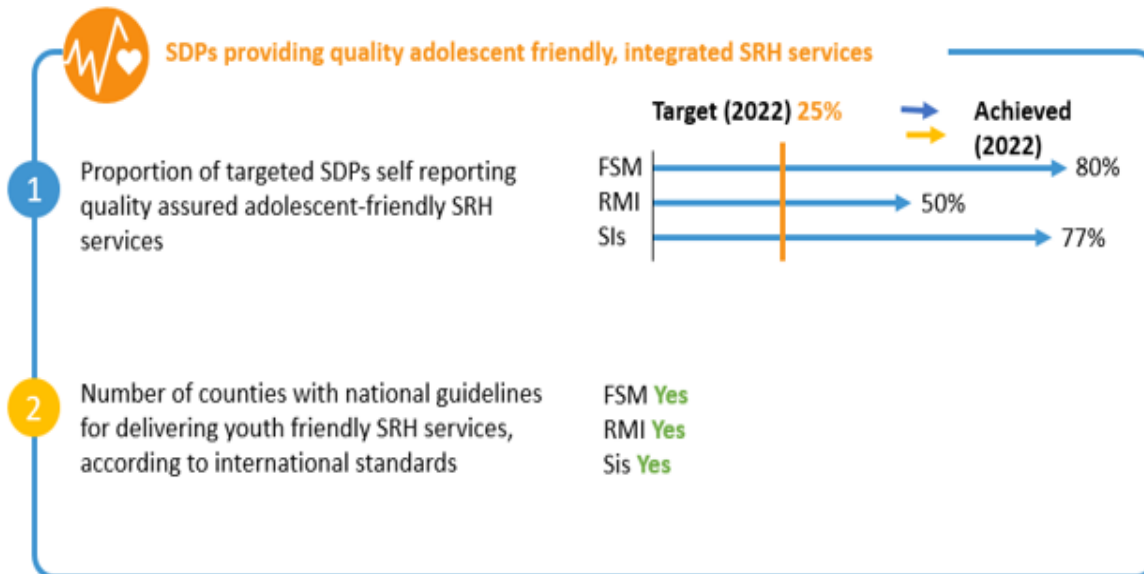 SDPs providing quality adolescent friendly, integrated SRH services
Target (2022) 25%
Achieved
(2022)
1
Proportion of targeted SDPs self reporting
quality assured adolescent-friendly SRH
services
FSM 80%
RMI 50%
SIs 77%
2
Number of counties with national guidelines
for delivering youth friendly SRH services,
according to international standards
FSM Yes
RMI Yes
Sis Yes